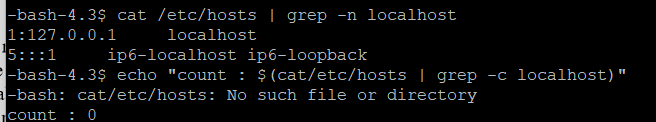 -bash-4.3$ cat /etc/hosts | grep -n localhost
1:127.0.0.1     localhost
5:::1     ip6-localhost ip6-loopback
-bash-4.3$ echo "count : $(cat/etc/hosts | grep -c localhost)"
-bash: cat/etc/hosts: No such file or directory
count : 0